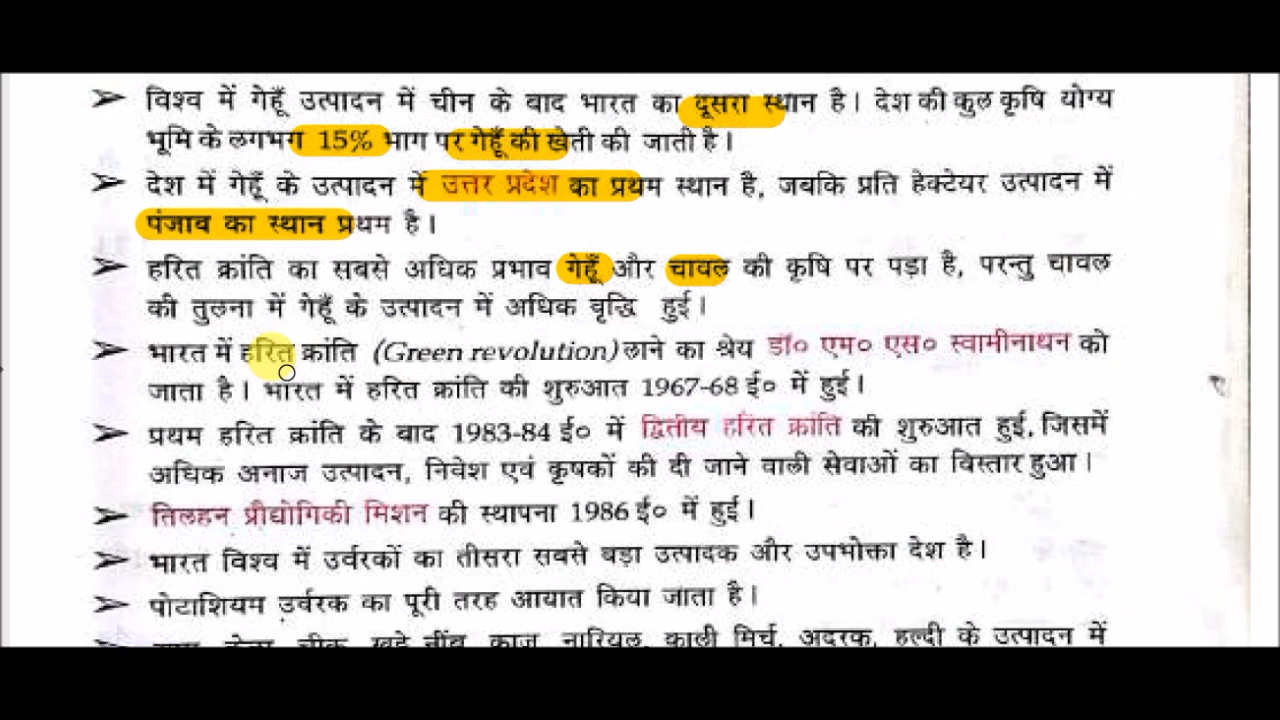 ➢ विश्व में गेहूँ उत्पादन में चीन के बाद भारत का दूसरा स्थान है। देश की कुल कृषि योग्य
भूमि के लगभग 15% भाग पर गेहूँ की खेती की जाती है।
➢ देश में गेहूँ के उत्पादन में उत्तर प्रदेश का प्रथम स्थान है, जबकि प्रति हेक्टेयर उत्पादन में
पंजाब का स्थान प्रथम है।
➢ हरित क्रांति का सबसे अधिक प्रभाव गेहूँ और चावल की कृषि पर पड़ा है, परन्तु चावल
की तुलना में गेहूँ के उत्पादन में अधिक वृद्धि हुई।
➢ भारत में हरित क्रांति (Green revolution) लाने का श्रेय डॉ० एम० एस० स्वामीनाथन को
जाता है। भारत में हरित क्रांति की शुरुआत 1967-68 ई० में हुई।
➢ प्रथम हरित क्रांति के बाद 1983-84 ई० में द्वितीय हरित क्रांति की शुरुआत हुई, जिसमें
अधिक अनाज उत्पादन, निवेश एवं कृषकों की दी जाने वाली सेवाओं का विस्तार हुआ।
➢ तिलहन प्रौद्योगिकी मिशन की स्थापना 1986 ई० में हुई।
➢ भारत विश्व में उर्वरकों का तीसरा सबसे बड़ा उत्पादक और उपभोक्ता देश है।
➢ पोटाशियम उर्वरक का पूरी तरह आयात किया जाता है।
केला, चीकू, खट्टे नींबू, काजू, नारियल, काली मिर्च, अदरक, हल्दी के उत्पादन में